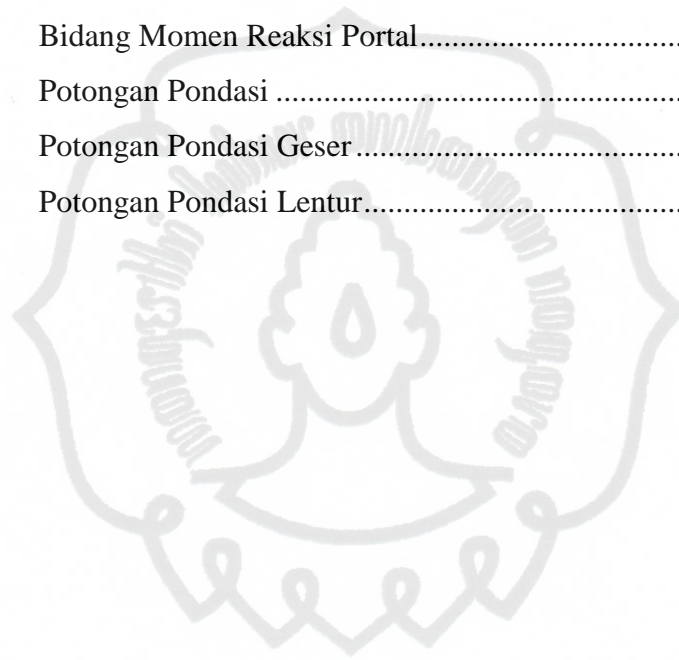 Bidang Momen Reaksi Portal.................................
Potongan Pondasi ...................................................
Potongan Pondasi Geser.........................................
Potongan Pondasi Lentur........................................